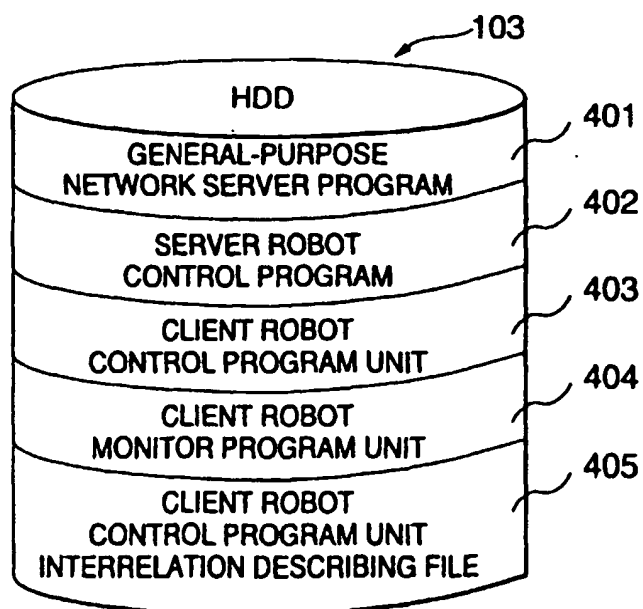 103
HDD
401
GENERAL-PURPOSE
NETWORK SERVER PROGRAM
402
SERVER ROBOT
CONTROL PROGRAM
403
CLIENT ROBOT
CONTROL PROGRAM UNIT
404
CLIENT ROBOT
MONITOR PROGRAM UNIT
405
CLIENT ROBOT
CONTROL PROGRAM UNIT
INTERRELATION DESCRIBING FILE